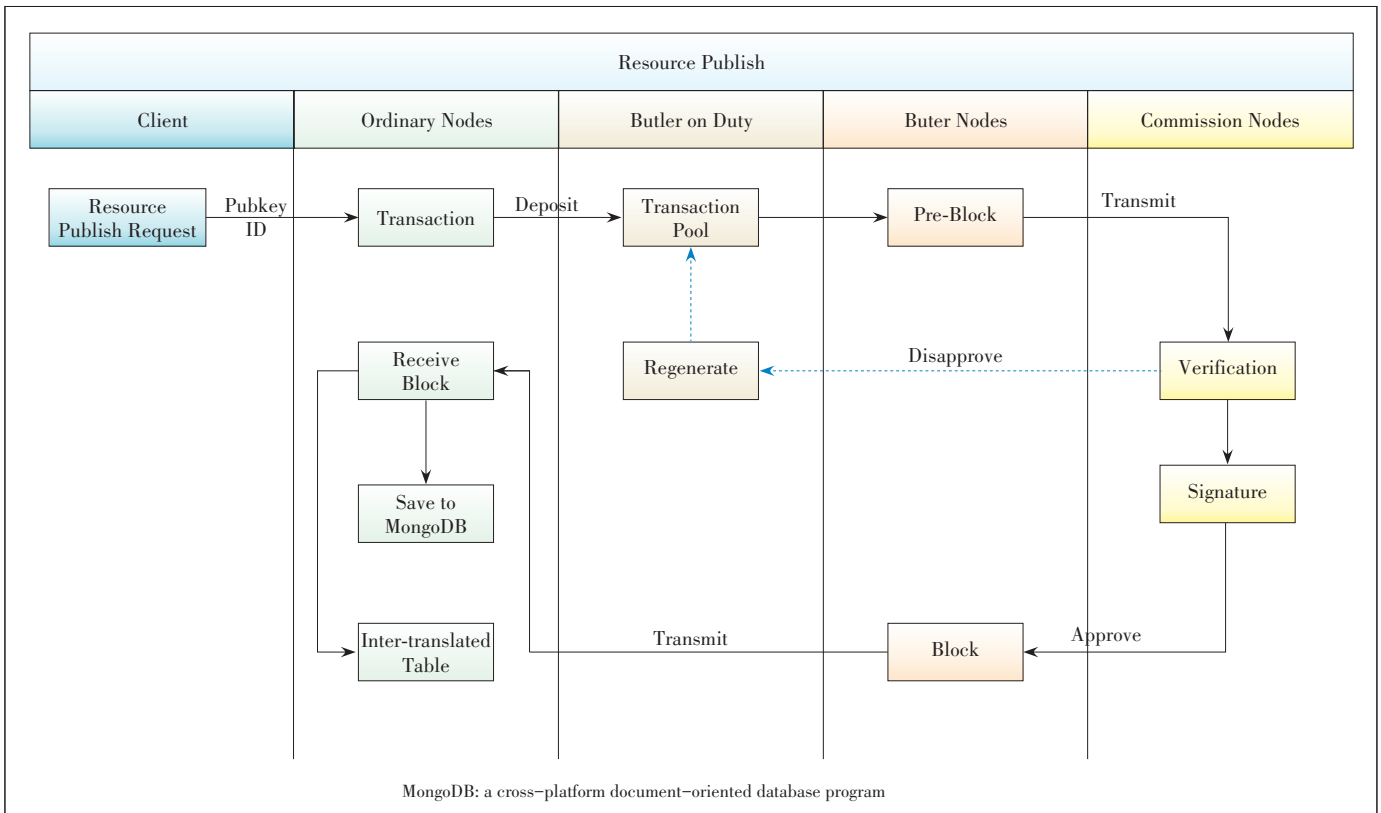 Resource Publish
Client
Ordinary Nodes
Butler on Duty
Buter Nodes
Commission Nodes
Resource
Publish Request
Pubkey
ID
Transaction
Deposit
Transaction
Pool
Pre-Block
Transmit
Receive
Block
Regenerate
Disapprove
Verification
Save to
MongoDB
Signature
Inter-translated
Table
Transmit
Block
Approve
MongoDB: a cross-platform document-oriented database program